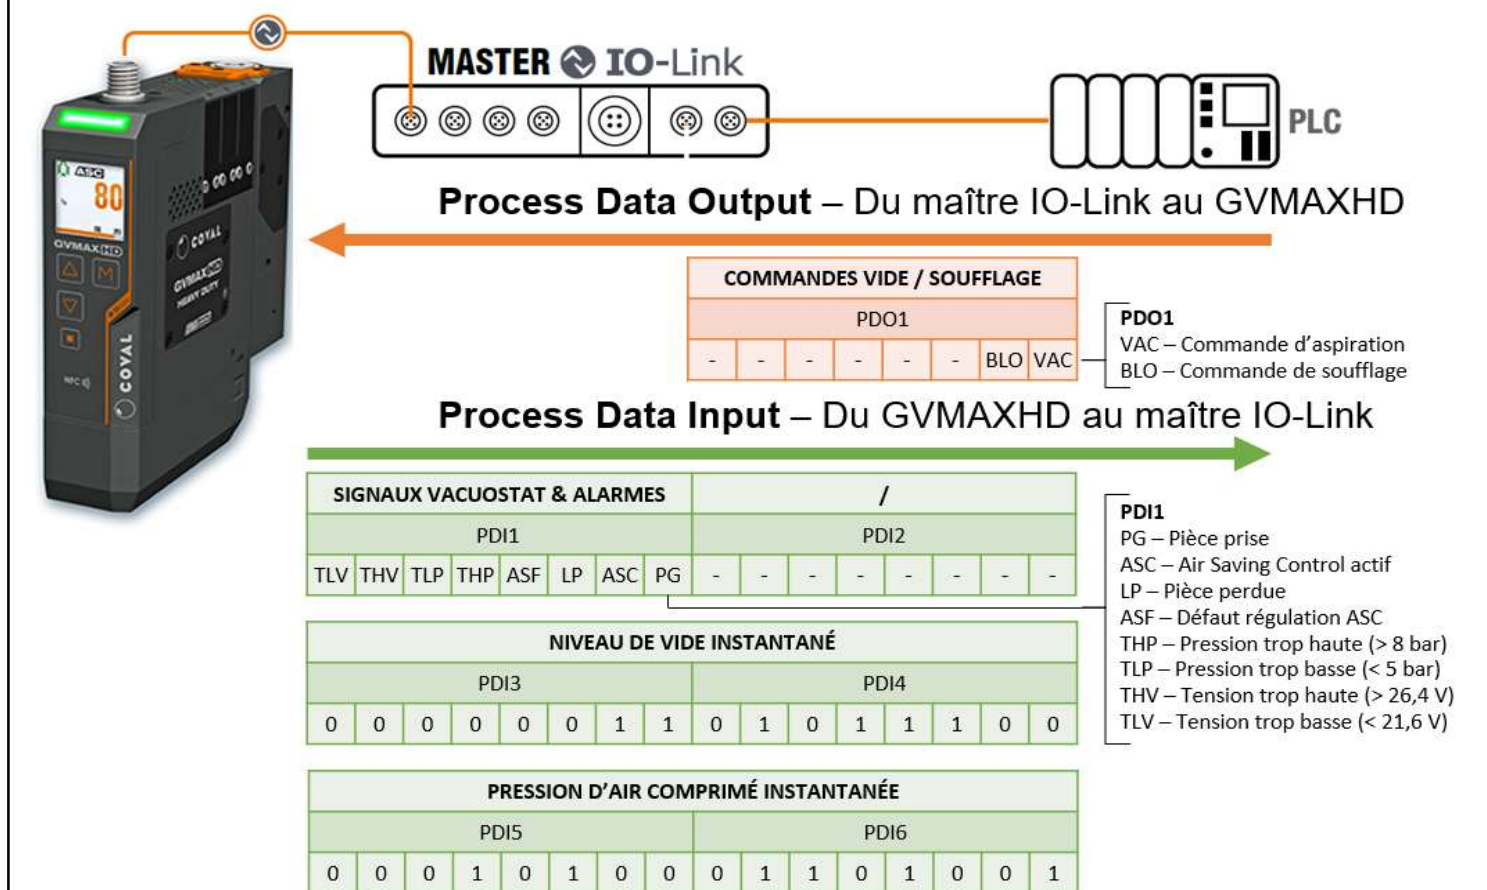 MASTER IO-Link
PLC
ASC
80
GVMAX HD
M
NFC
COVAL
COVAL
GVMAX HD
HEAVY DUTY
Process Data Output – Du maître IO-Link au GVMAXHD
COMMANDES VIDE / SOUFFLAGE
PDO1
- - - - - - BLO VAC
PDO1
VAC – Commande d’aspiration
BLO – Commande de soufflage
Process Data Input – Du GVMAXHD au maître IO-Link
SIGNAUX VACUOSTAT & ALARMES /
PDI1 PDI2
TLV THV TLP THP ASF LP ASC PG - - - - - - - -
PDI1
PG – Pièce prise
ASC – Air Saving Control actif
LP – Pièce perdue
ASF – Défaut régulation ASC
THP – Pression trop haute (> 8 bar)
TLP – Pression trop basse (< 5 bar)
THV – Tension trop haute (> 26,4 V)
TLV – Tension trop basse (< 21,6 V)
NIVEAU DE VIDE INSTANTANÉ
PDI3 PDI4
0 0 0 0 0 0 1 1 0 1 0 1 1 1 0 0
PRESSION D’AIR COMPRIMÉ INSTANTANÉE
PDI5 PDI6
0 0 0 1 0 1 0 0 0 1 1 0 1 0 0 1